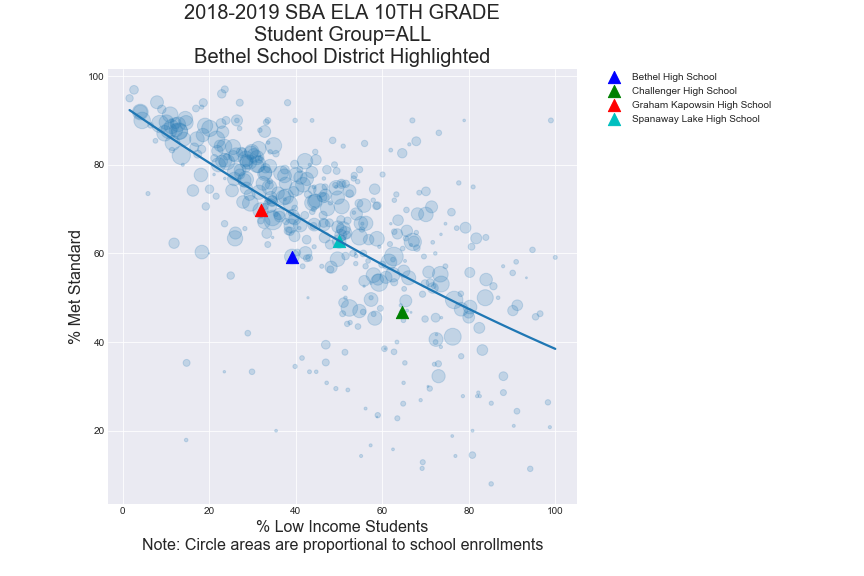 2018-2019 SBA ELA 10TH GRADE
Student Group=ALL
Bethel School District Highlighted
Bethel High School
Challenger High School
Graham Kapowsin High School
Spanaway Lake High School
% Met Standard
100
80
60
40
20
0 20 40 60 80 100
% Low Income Students
Note: Circle areas are proportional to school enrollments